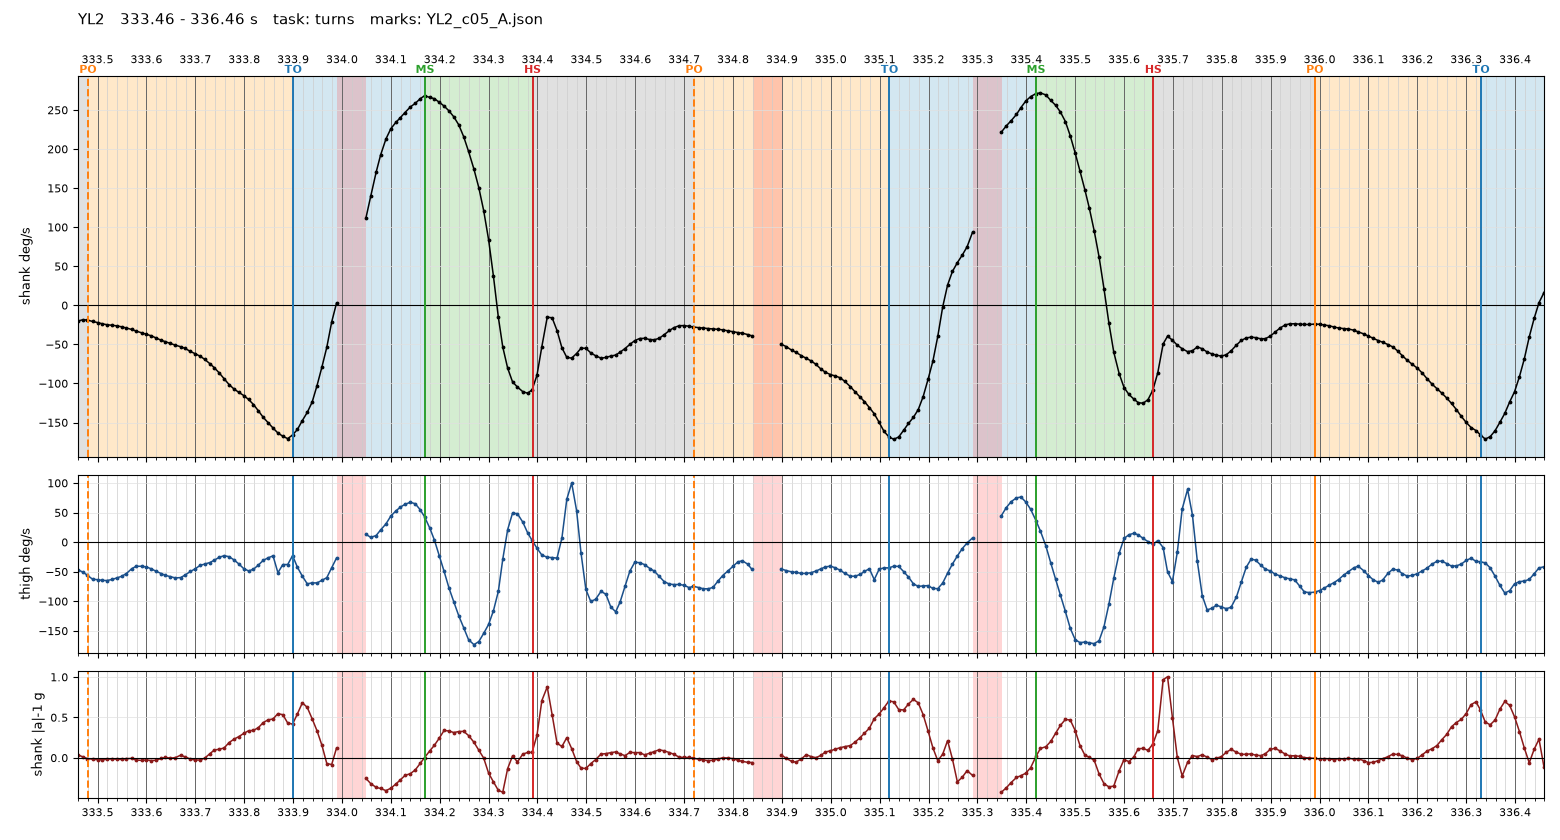 YL2   333.46 - 336.46 s   task: turns   marks: YL2_c05_A.json
333.5 333.6 333.7 333.8 333.9 334.0 334.1 334.2 334.3 334.4 334.5 334.6 334.7 334.8 334.9 335.0 335.1 335.2 335.3 335.4 335.5 335.6 335.7 335.8 335.9 336.0 336.1 336.2 336.3 336.4
PO TO MS HS PO TO MS HS PO TO
shank deg/s
250
200
150
100
50
0
−50
−100
−150
thigh deg/s
100
50
0
−50
−100
−150
shank |a|-1 g
1.0
0.5
0.0
333.5 333.6 333.7 333.8 333.9 334.0 334.1 334.2 334.3 334.4 334.5 334.6 334.7 334.8 334.9 335.0 335.1 335.2 335.3 335.4 335.5 335.6 335.7 335.8 335.9 336.0 336.1 336.2 336.3 336.4